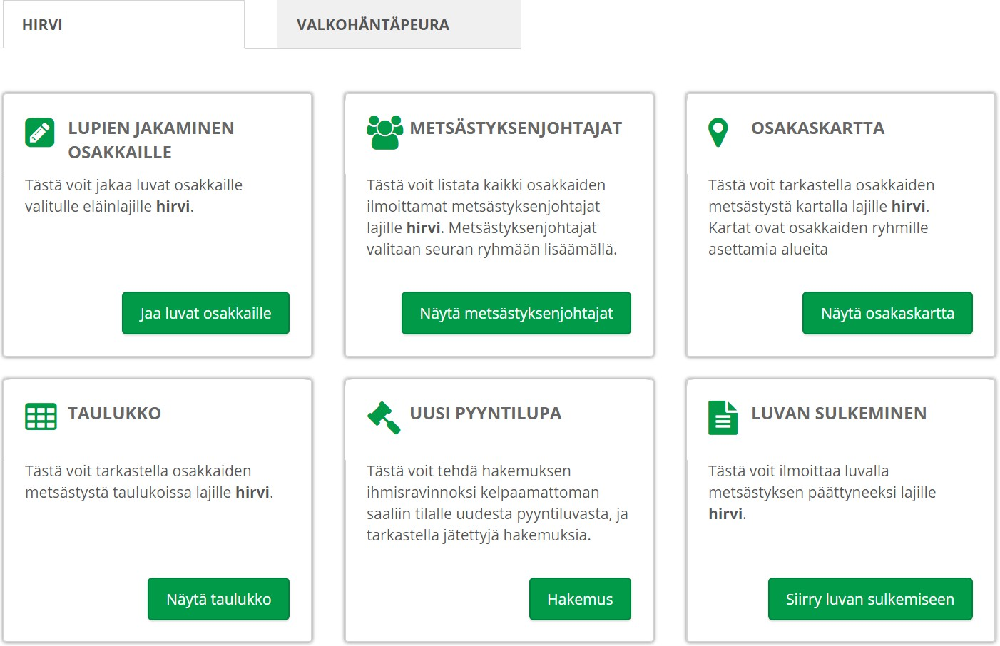 HIRVI
VALKOHÄNTÄPEURA
LUPIEN JAKAMINEN
OSAKKAILLE
Tästä voit jakaa luvat osakkaille
valitulle eläinlajille hirvi.
Jaa luvat osakkaille
METSÄSTYKSENJOHTAJAT
Tästä voit listata kaikki osakkaiden
ilmoittamat metsästyksenjohtajat
lajille hirvi. Metsästyksenjohtajat
valitaan seuran ryhmään lisäämällä.
Näytä metsästyksenjohtajat
OSAKASKARTTA
Tästä voit tarkastella osakkaiden
metsästystä kartalla lajille hirvi.
Kartat ovat osakkaiden ryhmille
asettamia alueita
Näytä osakaskartta
TAULUKKO
Tästä voit tarkastella osakkaiden
metsästystä taulukoissa lajille hirvi.
Näytä taulukko
UUSI PYYNTILUPA
Tästä voit tehdä hakemuksen
ihmisravinnoksi kelpaamattoman
saaliin tilalle uudesta pyyntiluvasta, ja
tarkastella jätettyjä hakemuksia.
Hakemus
LUVAN SULKEMINEN
Tästä voit ilmoittaa luvalla
metsästyksen päättyneeksi lajille
hirvi.
Siirry luvan sulkemiseen